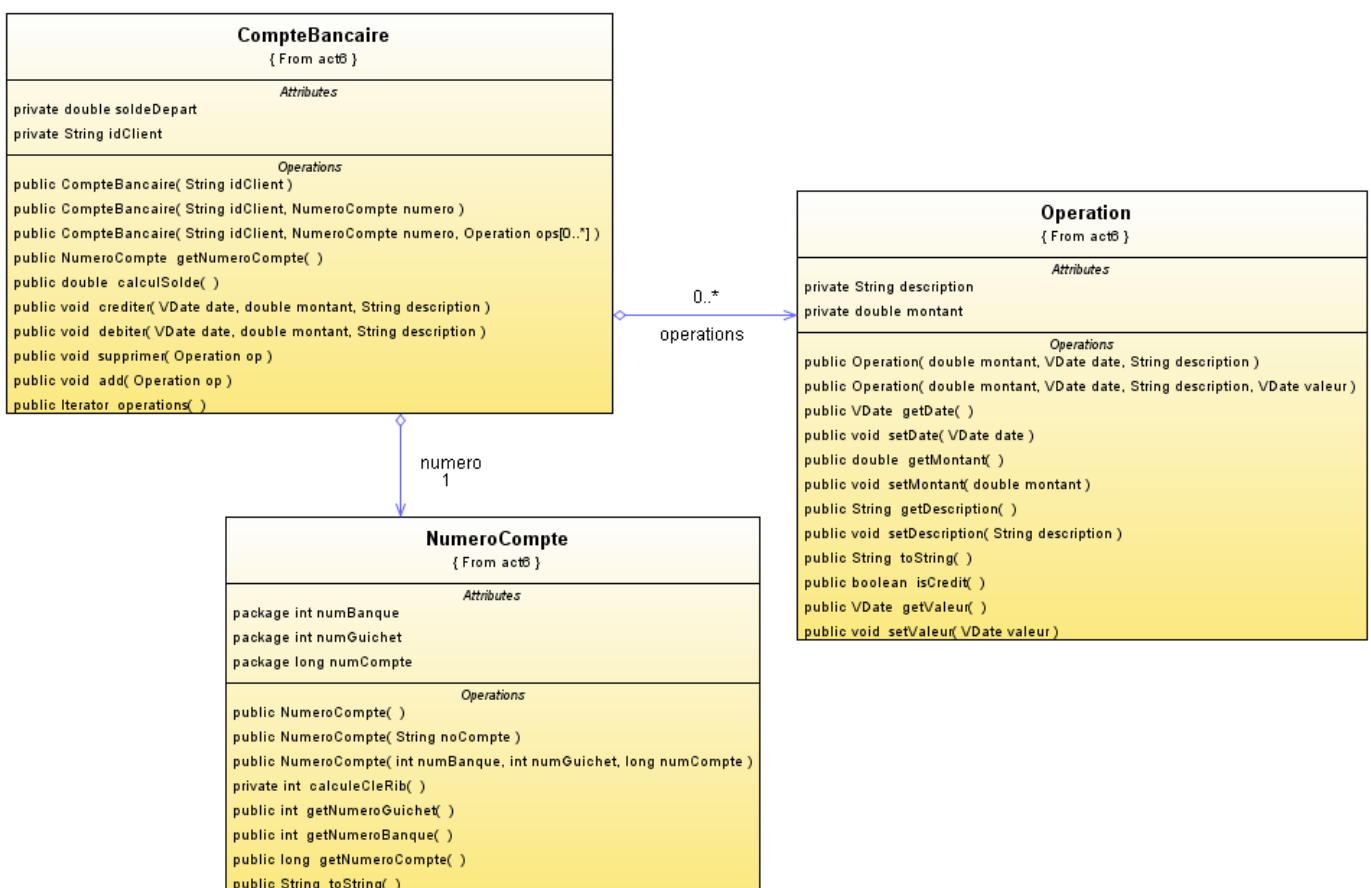 CompteBancaire
{ From act6 }
Attributes
private double soldeDepart
private String idClient
Operations
public CompteBancaire( String idClient )
public CompteBancaire( String idClient, NumeroCompte numero )
public CompteBancaire( String idClient, NumeroCompte numero, Operation ops[0..*] )
public NumeroCompte getNumeroCompte( )
public double calculSolde( )
public void crediter( VDate date, double montant, String description )
public void debiter( VDate date, double montant, String description )
public void supprimer( Operation op )
public void add( Operation op )
public Iterator operations( )
0..*
operations
Operation
{ From act6 }
Attributes
private String description
private double montant
Operations
public Operation( double montant, VDate date, String description )
public Operation( double montant, VDate date, String description, VDate valeur )
public VDate getDate( )
public void setDate( VDate date )
public double getMontant( )
public void setMontant( double montant )
public String getDescription( )
public void setDescription( String description )
public String toString( )
public boolean isCredit( )
public VDate getValeur( )
public void setValeur( VDate valeur )
numero
1
NumeroCompte
{ From act6 }
Attributes
package int numBanque
package int numGuichet
package long numCompte
Operations
public NumeroCompte( )
public NumeroCompte( String noCompte )
public NumeroCompte( int numBanque, int numGuichet, long numCompte )
private int calculeCleRib( )
public int getNumeroGuichet( )
public int getNumeroBanque( )
public long getNumeroCompte( )
public String toString( )